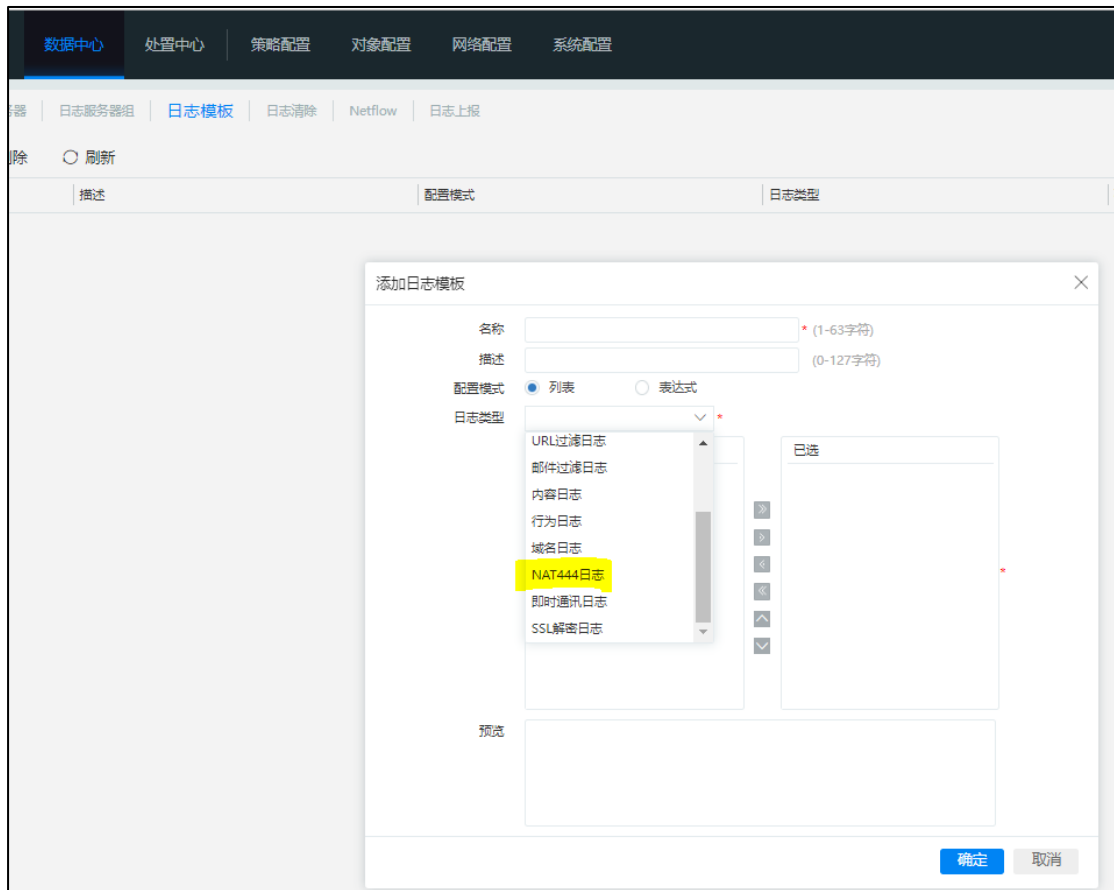 数据中心 处置中心 策略配置 对象配置 网络配置 系统配置
务器 日志服务器组 日志模板 日志清除 Netflow 日志上报
删除 刷新
描述 配置模式 日志类型
添加日志模板
名称 * (1-63字符)
描述 (0-127字符)
配置模式 列表 表达式
日志类型 *
URL过滤日志
已选
邮件过滤日志
内容日志
行为日志
域名日志
NAT444日志 *
即时通讯日志
SSL解密日志
预览
确定 取消